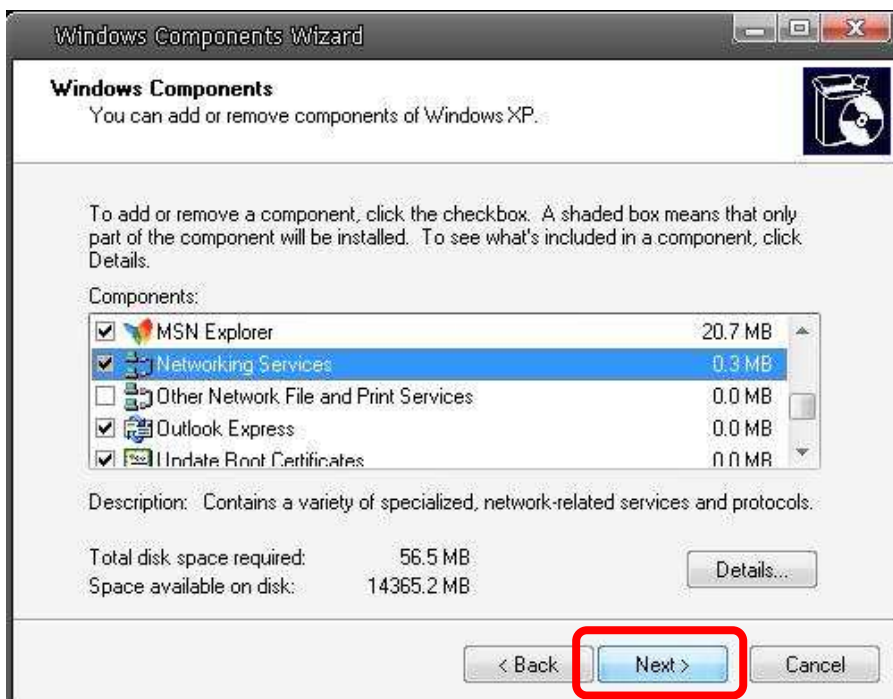 Windows Components Wizard
Windows Components
You can add or remove components of Windows XP.
To add or remove a component, click the checkbox. A shaded box means that only
part of the component will be installed. To see what's included in a component, click
Details.
Components:
MSN Explorer 20.7 MB
Networking Services 0.3 MB
Other Network File and Print Services 0.0 MB
Outlook Express 0.0 MB
Update Root Certificates 0.0 MB
Description: Contains a variety of specialized, network-related services and protocols.
Total disk space required: 56.5 MB
Space available on disk: 14365.2 MB
Details...
< Back Next > Cancel